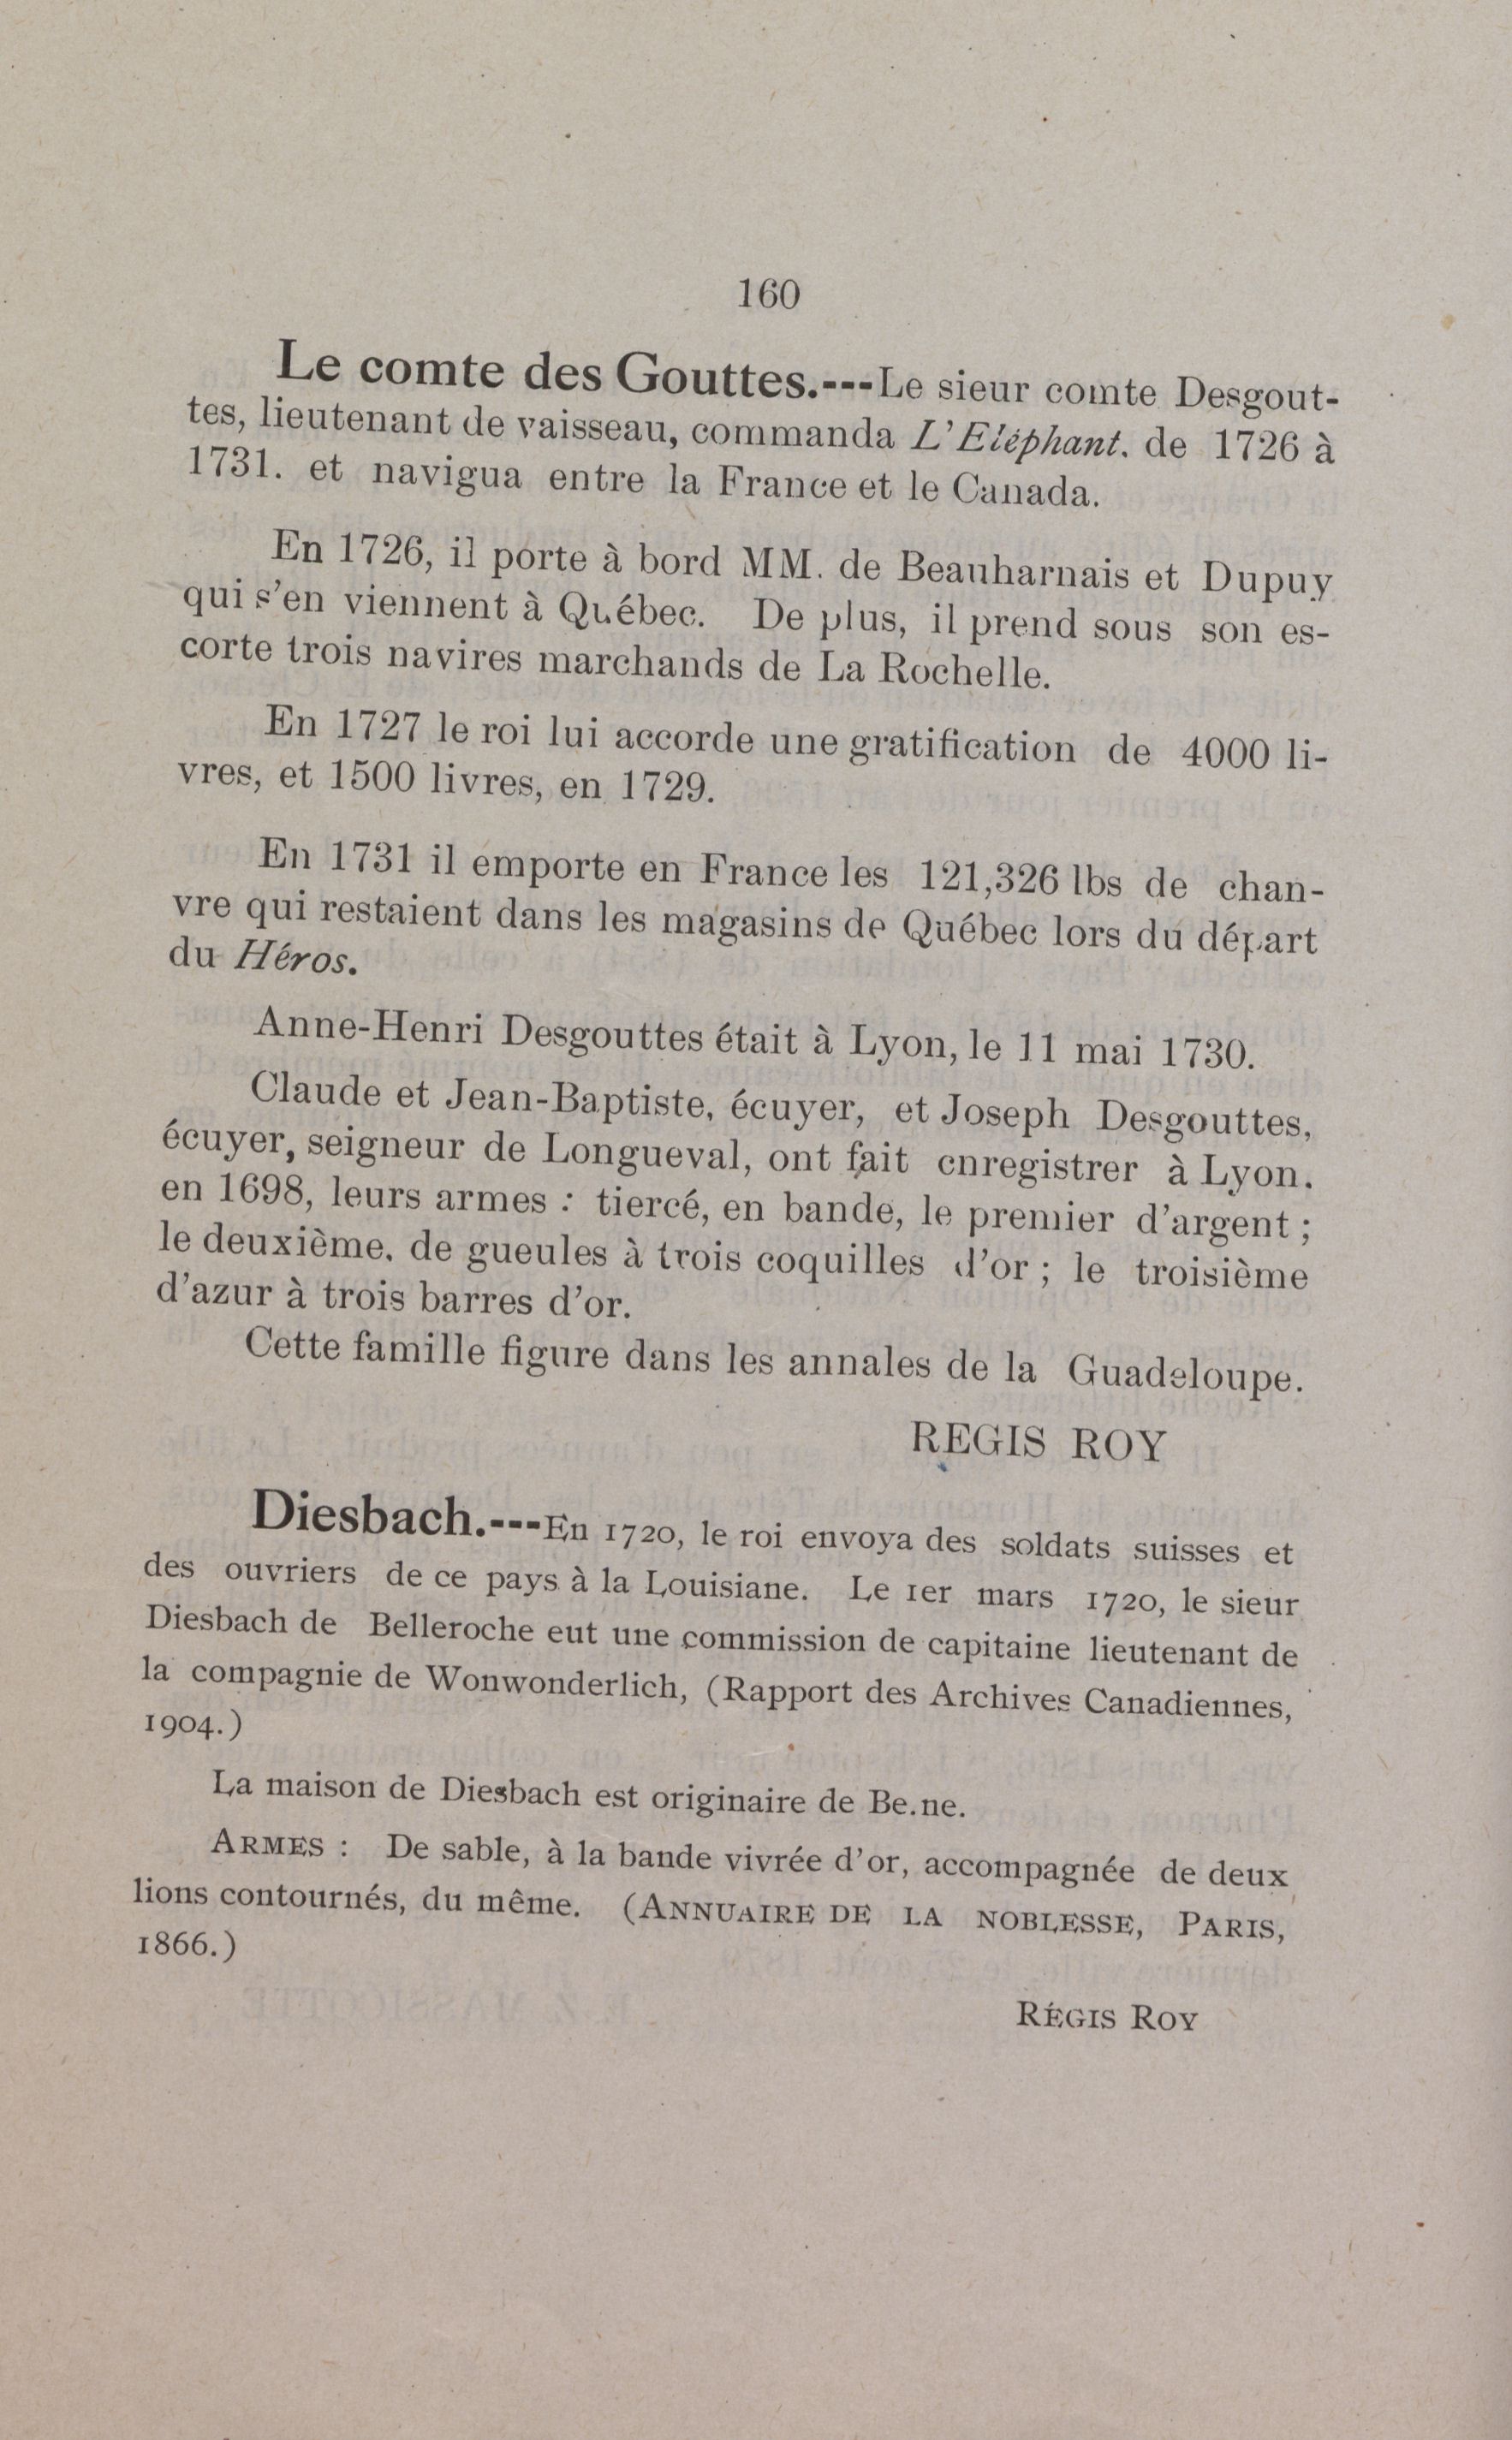 160
Le comte des Gouttes.---Le sieur comte Desgout-
tes, lieutenant de vaisseau, commanda L'Eléphant. de 1726 à
1731. et navigua entre la France et le Canada.
En 1726, il porte à bord MM. de Beauharnais et Dupuy
qui s'en viennent à Québec. De plus, il prend sous son es-
corte trois navires marchands de La Rochelle.
En 1727 le roi lui accorde une gratification de 4000 li-
vres, et 1500 livres, en 1729.
En 1731 il emporte en France les 121,326 lbs de chan-
vre qui restaient dans les magasins de Québec lors du départ
du Héros.
Anne-Henri Desgouttes était à Lyon, le 11 mai 1730.
Claude et Jean-Baptiste, écuyer, et Joseph Desgouttes,
écuyer, seigneur de Longueval, ont fait enregistrer à Lyon.
en 1698, leurs armes : tiercé, en bande, le premier d'argent ;
le deuxième. de gueules à trois coquilles d'or ; le troisième
d'azur à trois barres d'or.
Cette famille figure dans les annales de la Guadeloupe.
REGIS ROY
Diesbach.---En 1720, le roi envoya des soldats suisses et
des ouvriers de ce pays à la Louisiane. Le 1er mars 1720, le sieur
Diesbach de Belleroche eut une commission de capitaine lieutenant de
la compagnie de Wonwonderlich, (Rapport des Archives Canadiennes,
1904.)
La maison de Diesbach est originaire de Be.ne.
ARMES : De sable, à la bande vivrée d'or, accompagnée de deux
lions contournés, du même. (ANNUAIRE DE LA NOBLESSE, PARIS,
1866.)
RÉGIS ROY